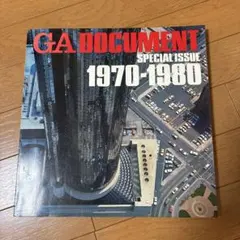 GA DOCUMENT
SPECIAL ISSUE
1970-1980